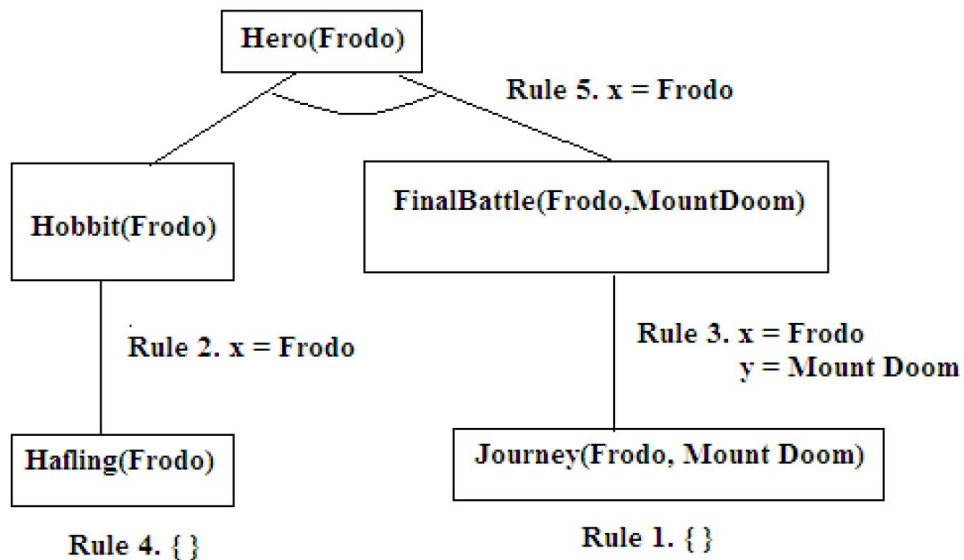 Hero(Frodo)
Rule 5. x = Frodo
Hobbit(Frodo)
FinalBattle(Frodo,MountDoom)
Rule 2. x = Frodo
Rule 3. x = Frodo
y = Mount Doom
Hafling(Frodo)
Journey(Frodo, Mount Doom)
Rule 4. { }
Rule 1. { }